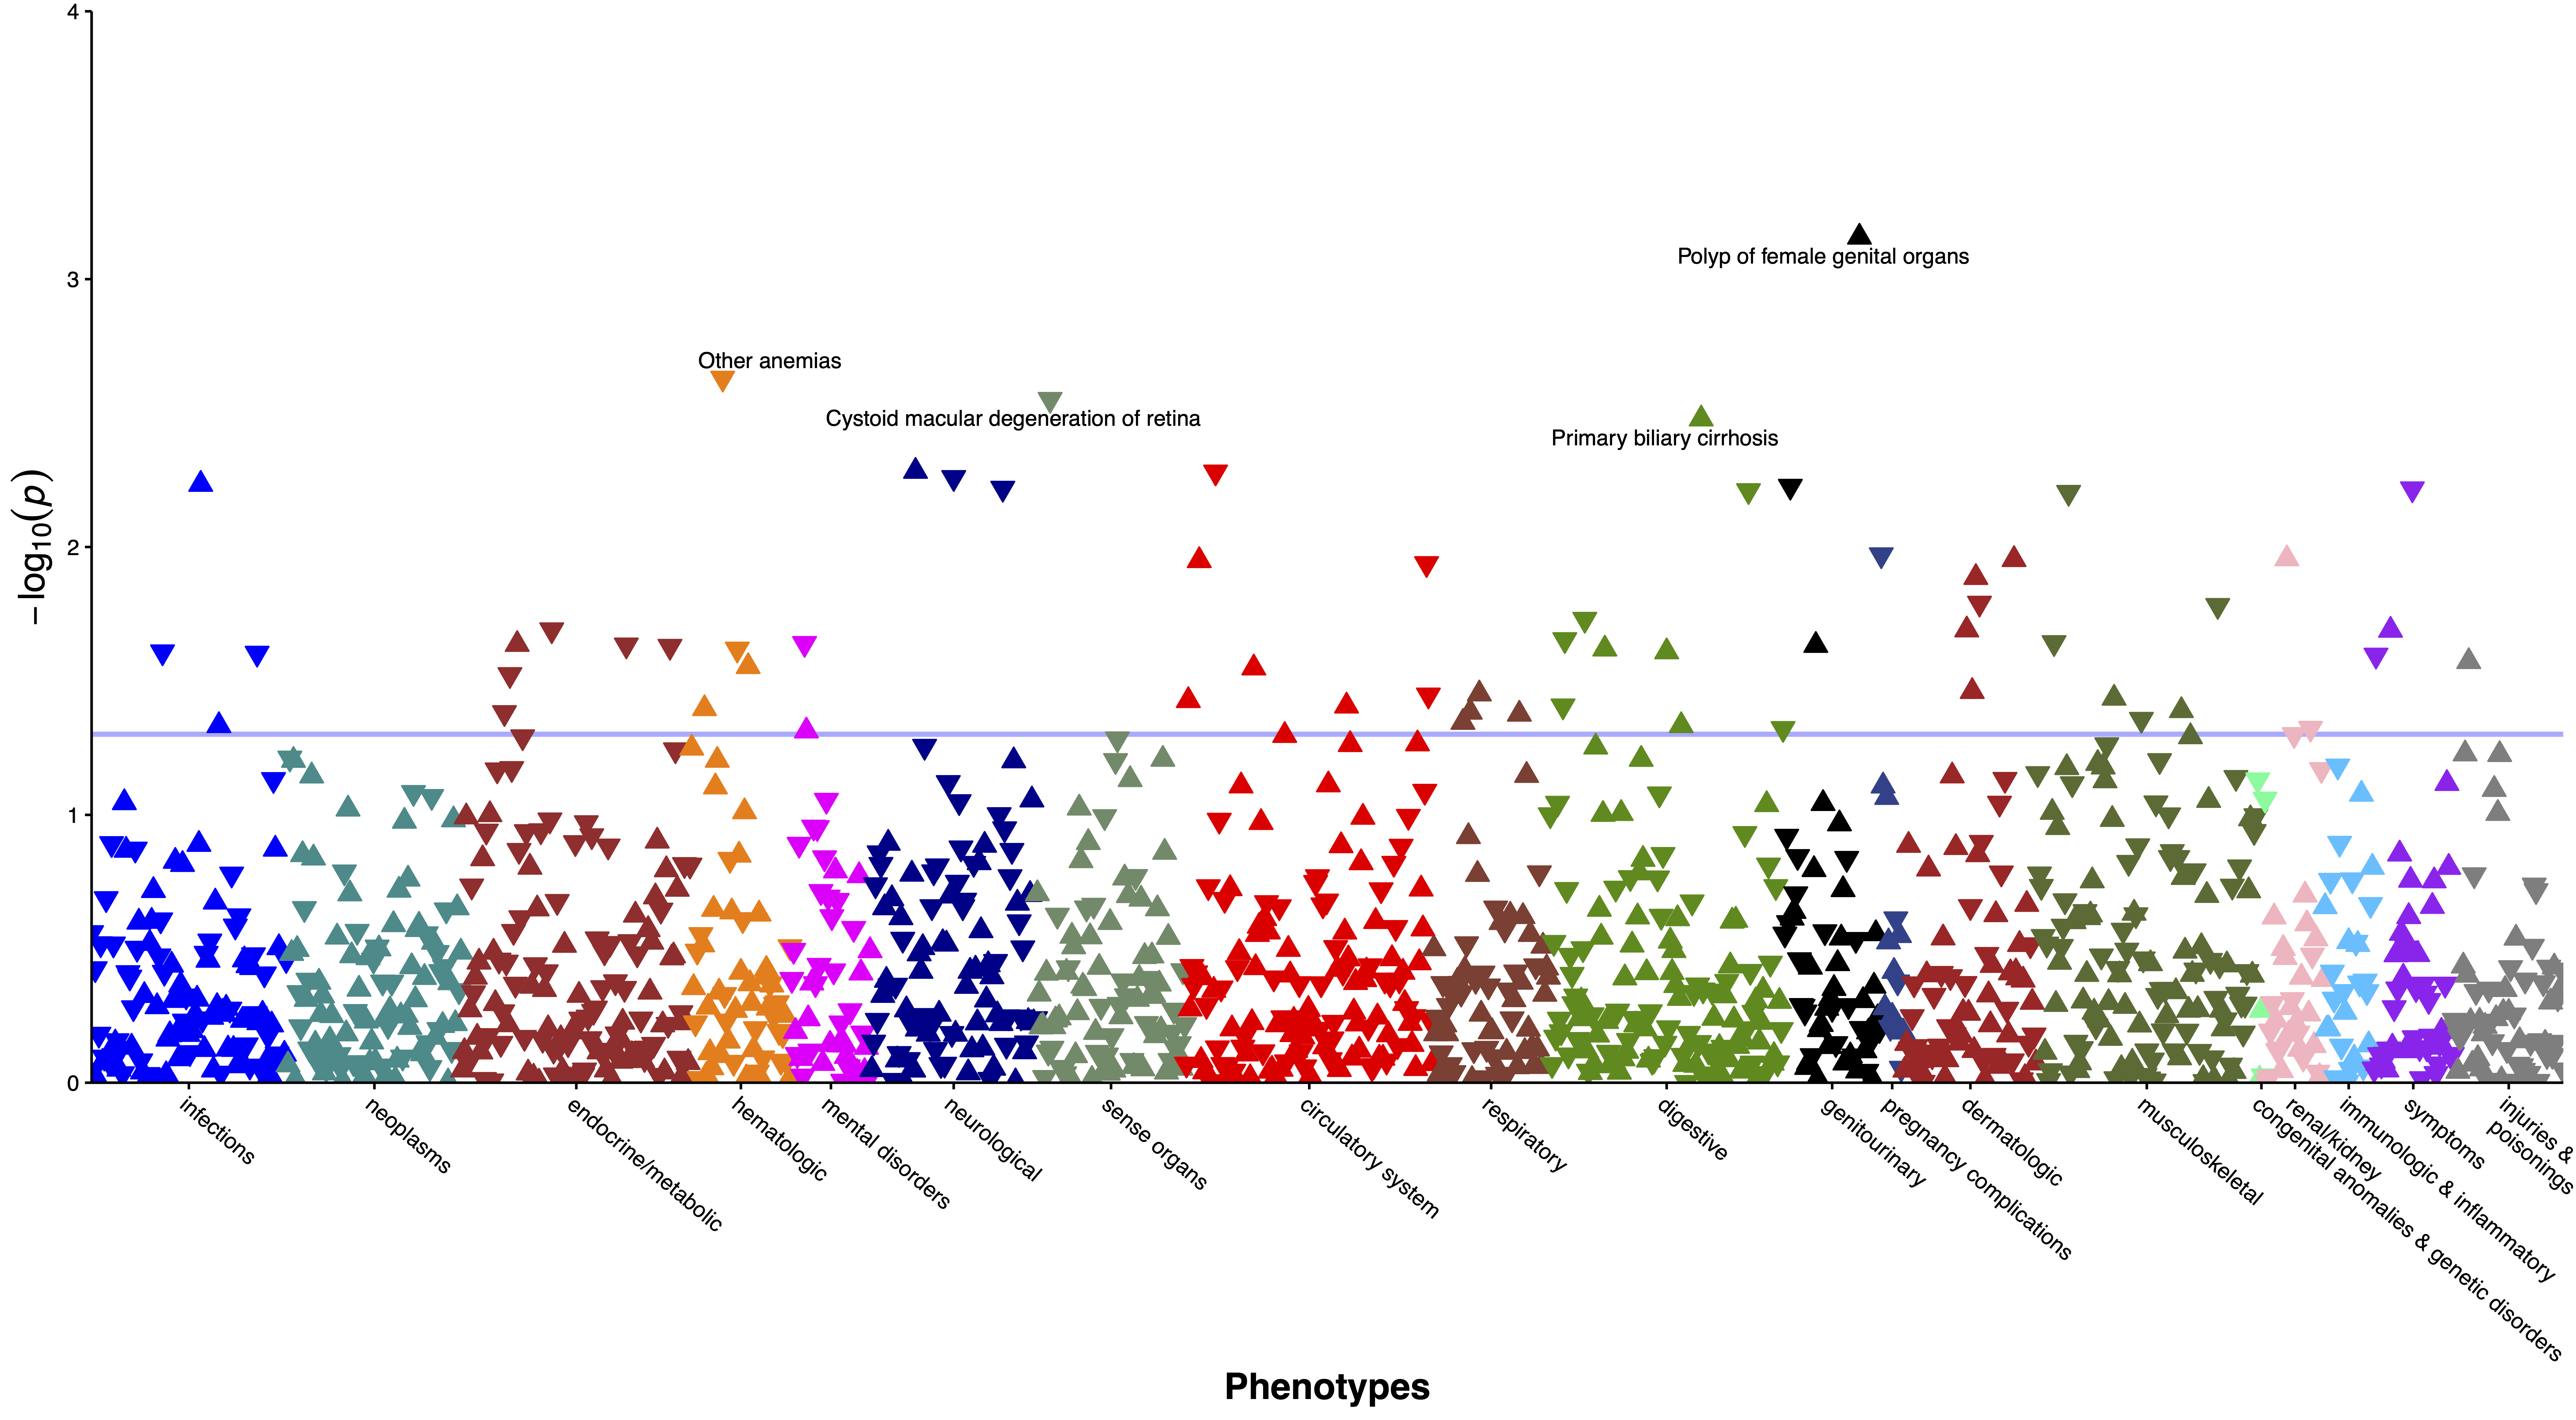 4
3
2
1
0
−log10(p)
Polyp of female genital organs
Other anemias
Cystoid macular degeneration of retina
Primary biliary cirrhosis
infections
neoplasms
endocrine/metabolic
hematologic
mental disorders
neurological
sense organs
circulatory system
respiratory
digestive
genitourinary
pregnancy complications
dermatologic
musculoskeletal
congenital anomalies & genetic disorders
renal/kidney
immunologic & inflammatory
symptoms
injuries &
poisonings
Phenotypes